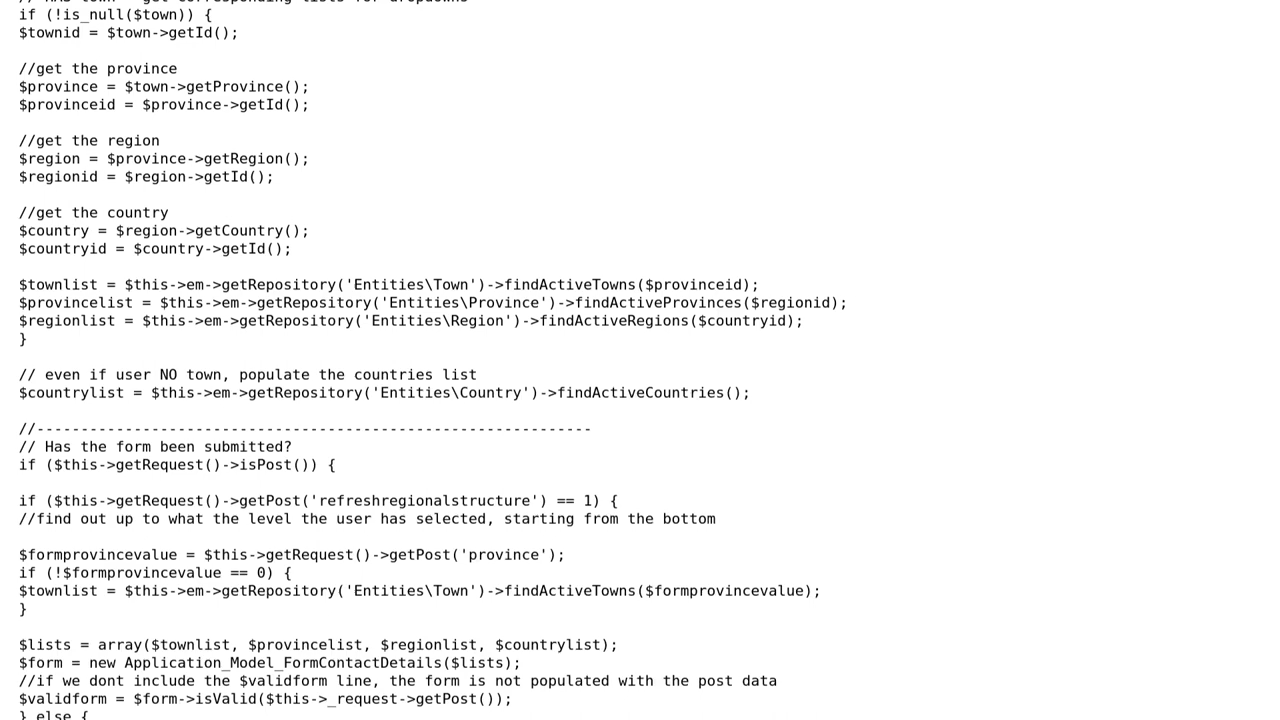 if (!is_null($town)) {
$townid = $town->getId();
//get the province
$province = $town->getProvince();
$provinceid = $province->getId();
//get the region
$region = $province->getRegion();
$regionid = $region->getId();
//get the country
$country = $region->getCountry();
$countryid = $country->getId();
$townlist = $this->em->getRepository('Entities\Town')->findActiveTowns($provinceid);
$provincelist = $this->em->getRepository('Entities\Province')->findActiveProvinces($regionid);
$regionlist = $this->em->getRepository('Entities\Region')->findActiveRegions($countryid);
}
// even if user NO town, populate the countries list
$countrylist = $this->em->getRepository('Entities\Country')->findActiveCountries();
//---------------------------------------------------------------
// Has the form been submitted?
if ($this->getRequest()->isPost()) {
if ($this->getRequest()->getPost('refreshregionalstructure') == 1) {
//find out up to what the level the user has selected, starting from the bottom
$formprovincevalue = $this->getRequest()->getPost('province');
if (!$formprovincevalue == 0) {
$townlist = $this->em->getRepository('Entities\Town')->findActiveTowns($formprovincevalue);
}
$lists = array($townlist, $provincelist, $regionlist, $countrylist);
$form = new Application_Model_FormContactDetails($lists);
//if we dont include the $validform line, the form is not populated with the post data
$validform = $form->isValid($this->_request->getPost());
} else {